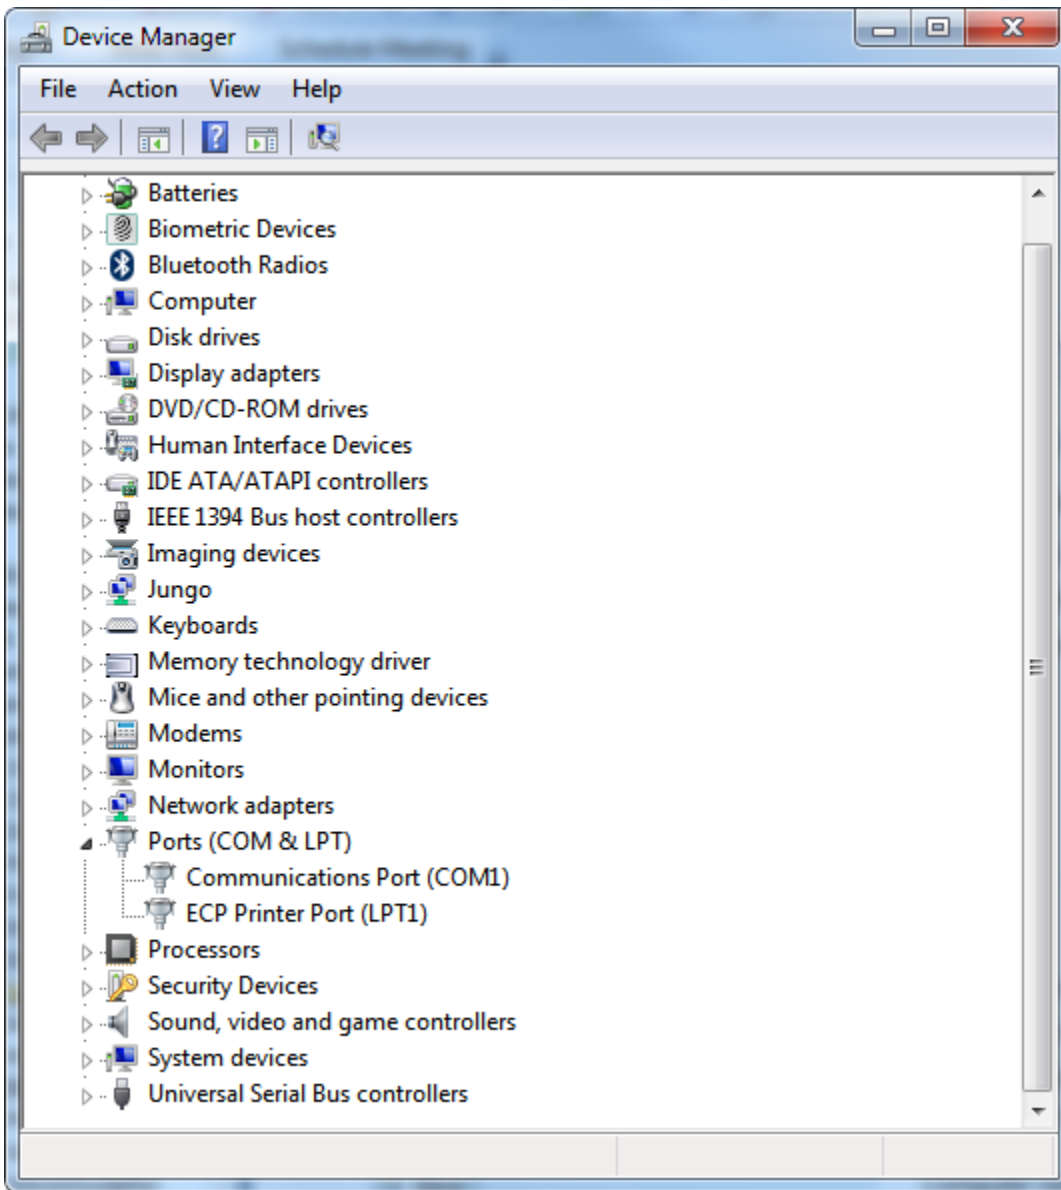 Device Manager
File Action View Help
Batteries
Biometric Devices
Bluetooth Radios
Computer
Disk drives
Display adapters
DVD/CD-ROM drives
Human Interface Devices
IDE ATA/ATAPI controllers
IEEE 1394 Bus host controllers
Imaging devices
Jungo
Keyboards
Memory technology driver
Mice and other pointing devices
Modems
Monitors
Network adapters
Ports (COM & LPT)
Communications Port (COM1)
ECP Printer Port (LPT1)
Processors
Security Devices
Sound, video and game controllers
System devices
Universal Serial Bus controllers